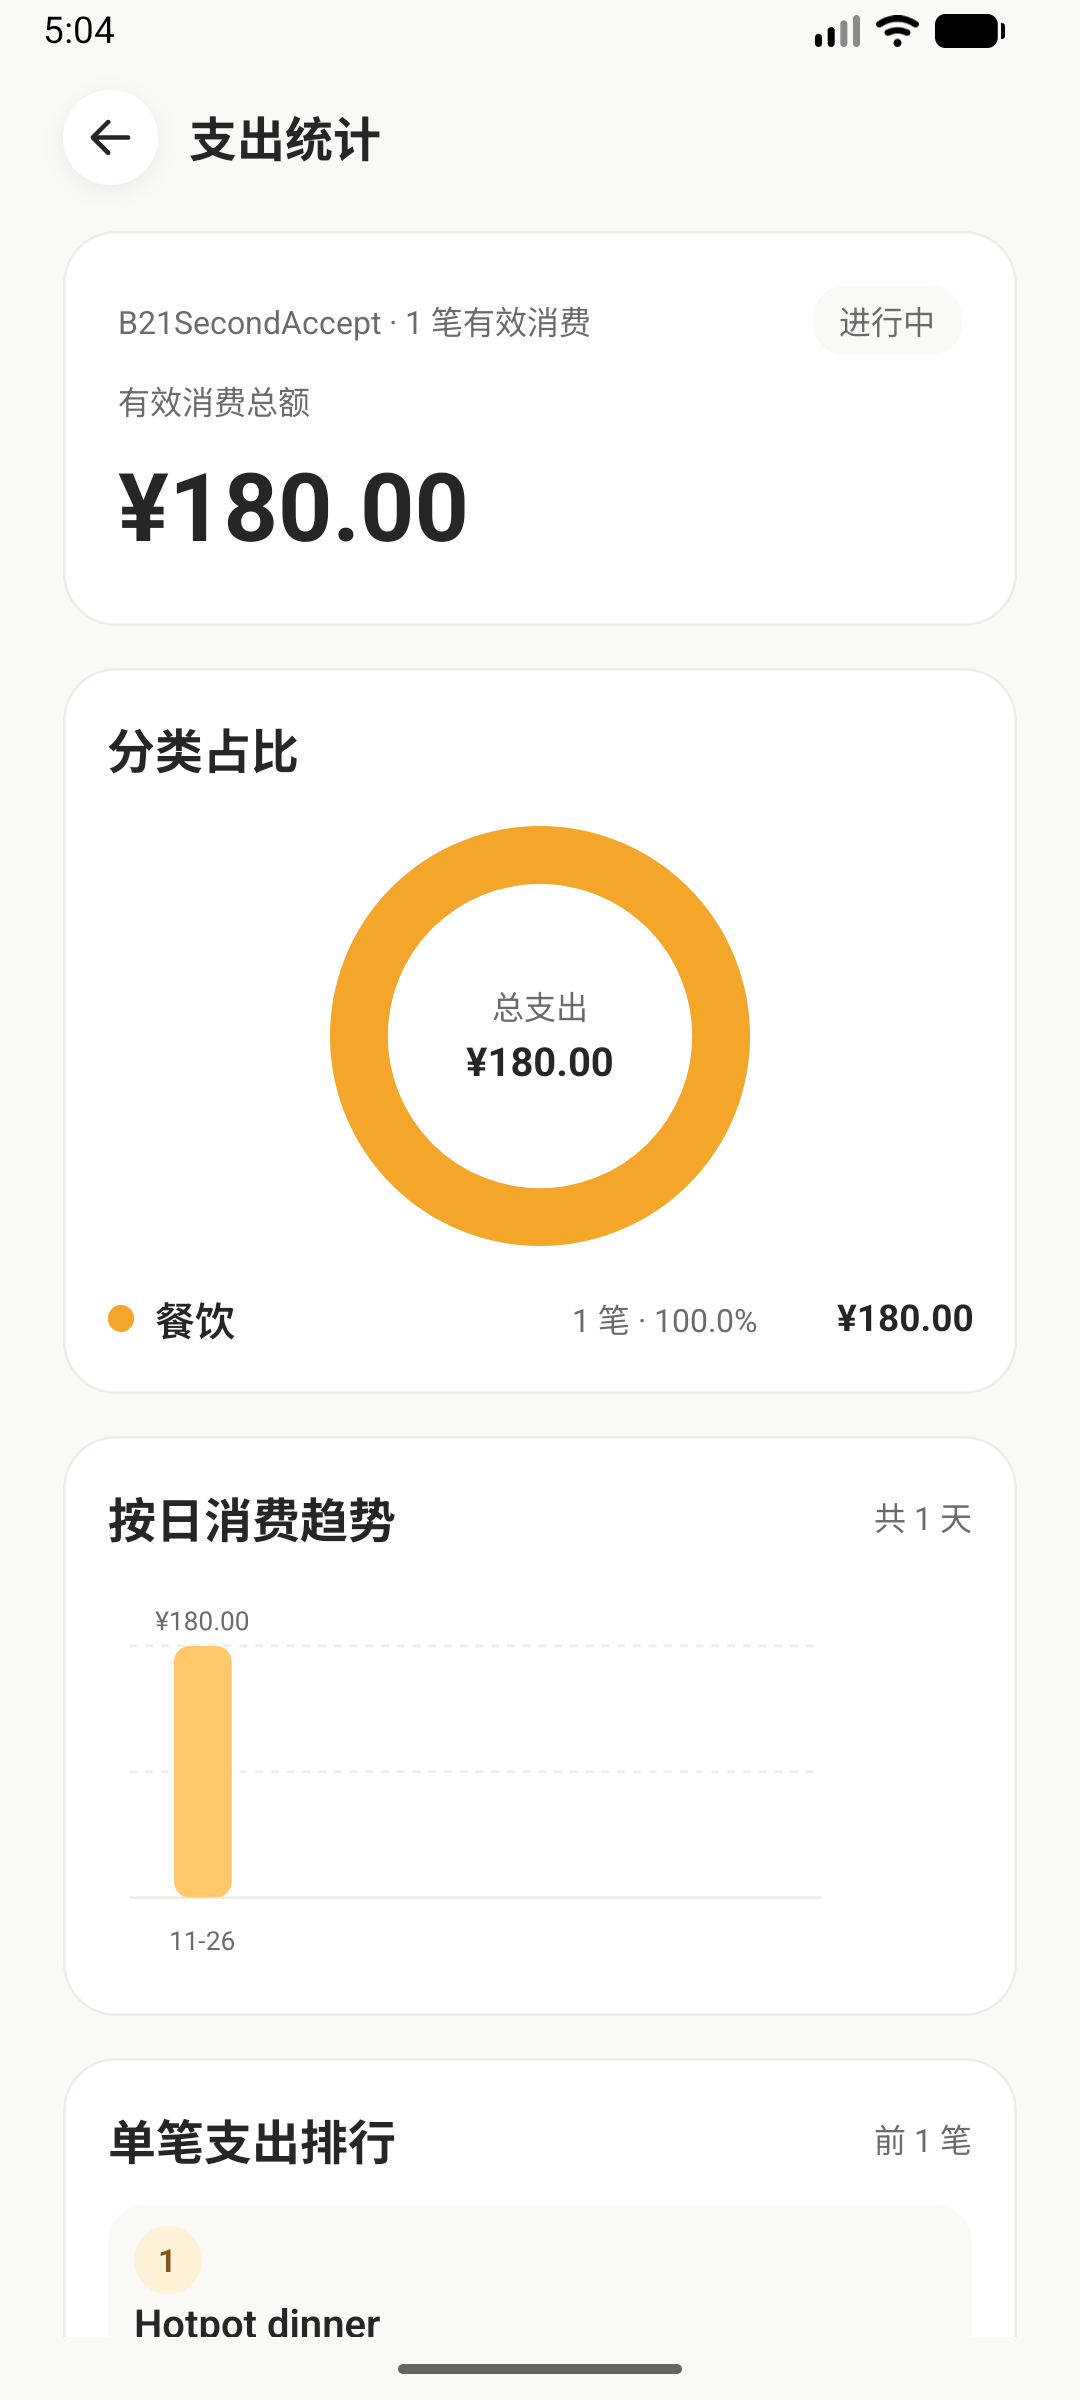 5:04
支出统计
B21SecondAccept · 1 笔有效消费
进行中
有效消费总额
¥180.00
分类占比
总支出
¥180.00
餐饮
1 笔 · 100.0%
¥180.00
按日消费趋势
共 1 天
¥180.00
11-26
单笔支出排行
前 1 笔
1
Hotpot dinner